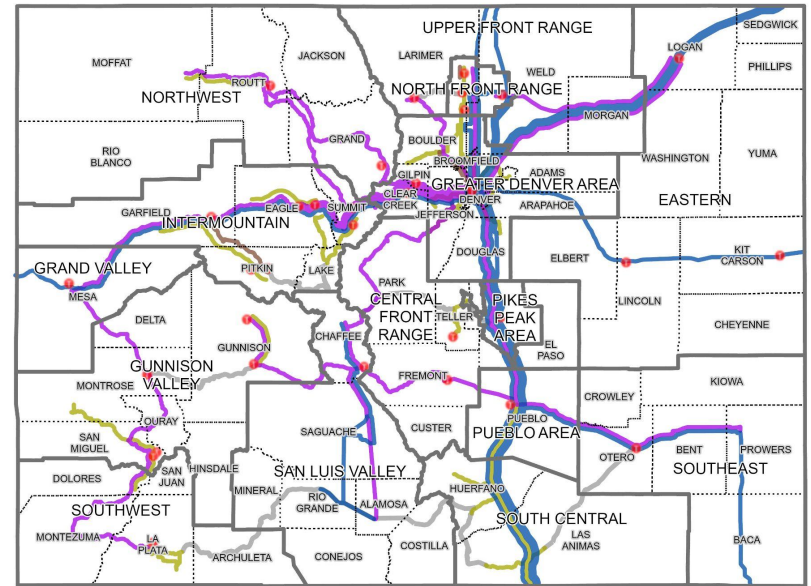 UPPER FRONT RANGE
SEDGWICK
LOGAN
LARIMER
JACKSON
MOFFAT
PHILLIPS
WELD
ROUTT
NORTH FRONT RANGE
NORTHWEST
MORGAN
GRAND
BOULDER
RIO
BLANCO
WASHINGTON
YUMA
BROOMFIELD
GILPIN
ADAMS
GREATER DENVER AREA
CLEAR
CREEK
DENVER
EASTERN
ARAPAHOE
GARFIELD
EAGLE
SUMMIT
JEFFERSON
INTERMOUNTAIN
KIT
CARSON
DOUGLAS
ELBERT
GRAND VALLEY
PITKIN
LAKE
PARK
MESA
CENTRAL
FRONT
RANGE
PIKES
PEAK
AREA
LINCOLN
DELTA
TELLER
CHEYENNE
CHAFFEE
GUNNISON
EL
PASO
GUNNISON
VALLEY
MONTROSE
FREMONT
KIOWA
CROWLEY
OURAY
PUEBLO
CUSTER
SAGUACHE
PUEBLO AREA
SAN
MIGUEL
OTERO
BENT
PROWERS
SAN LUIS VALLEY
SOUTHEAST
HINSDALE
SAN
JUAN
DOLORES
MINERAL
HUERFANO
RIO
GRANDE
ALAMOSA
SOUTHWEST
SOUTH CENTRAL
LAS
ANIMAS
MONTEZUMA
LA
PLATA
BACA
COSTILLA
ARCHULETA
CONEJOS